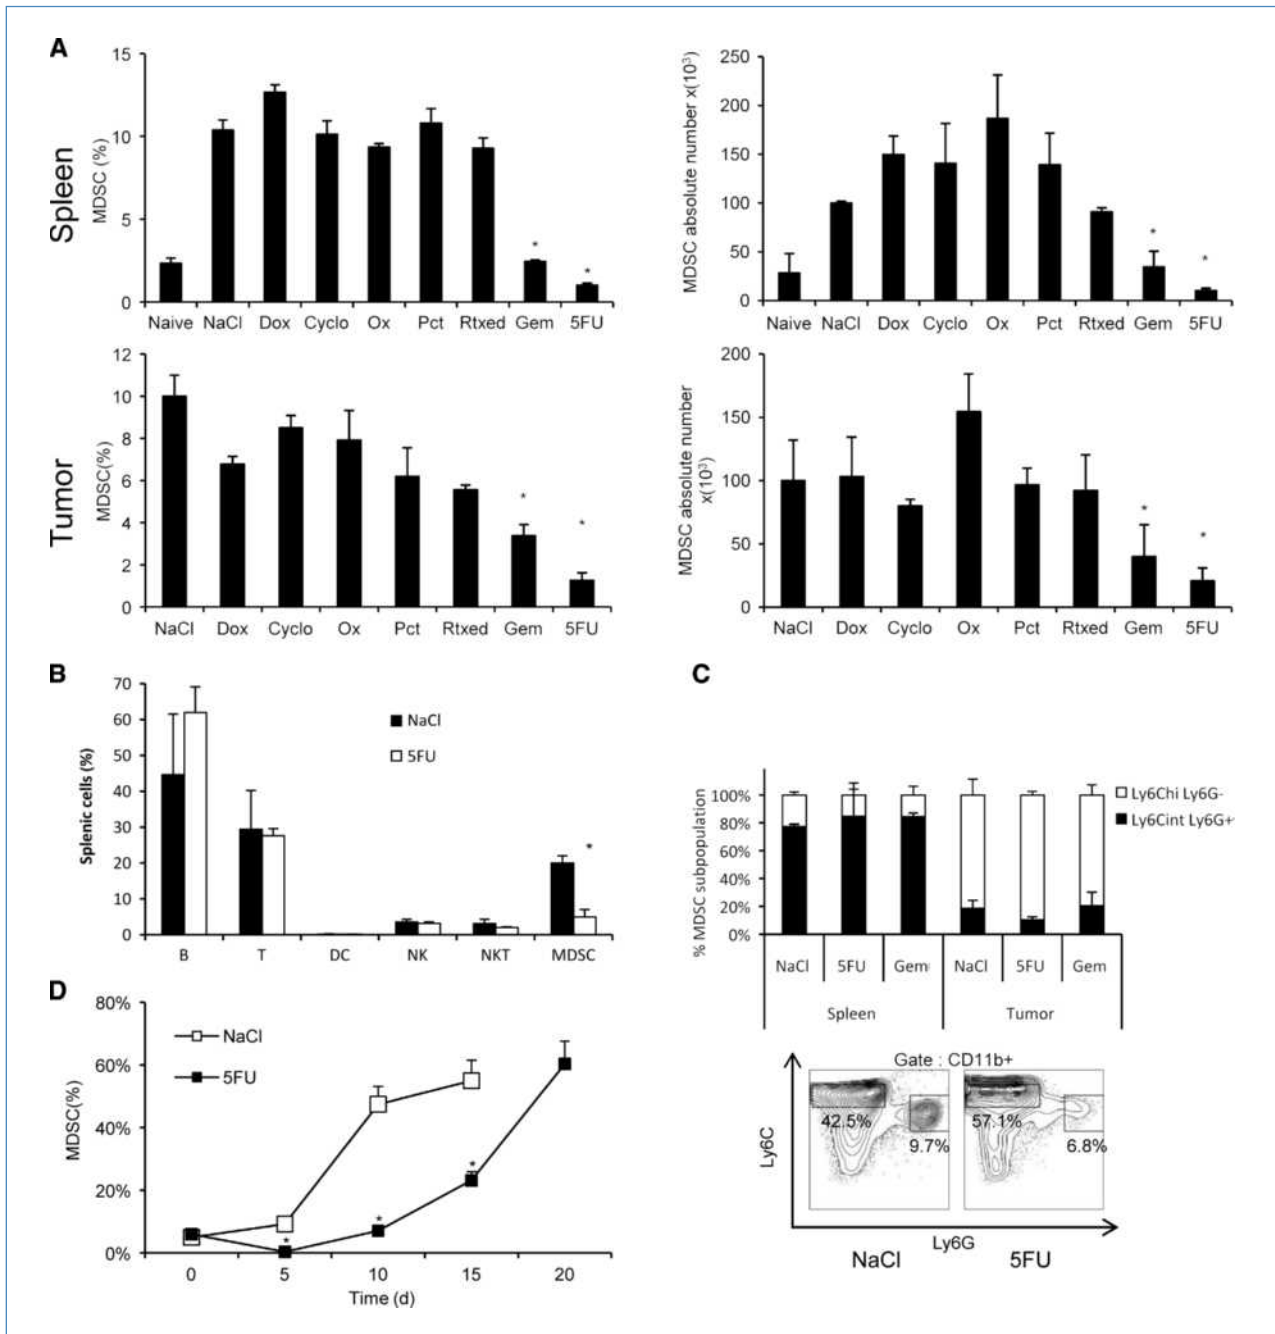 A
Spleen
MDSC (%)
15
10
5
0
Naive NaCl Dox Cyclo Ox Pct Rtxed Gem 5FU
* *
MDSC absolute number x(10³)
250
200
150
100
50
0
Naive NaCl Dox Cyclo Ox Pct Rtxed Gem 5FU
* *
Tumor
MDSC(%)
12
10
8
6
4
2
0
NaCl Dox Cyclo Ox Pct Rtxed Gem 5FU
* *
MDSC absolute number
x(10³)
200
150
100
50
0
NaCl Dox Cyclo Ox Pct Rtxed Gem 5FU
* *
B
Splenic cells (%)
70
60
50
40
30
20
10
0
NaCl
5FU
*
B T DC NK NKT MDSC
C
% MDSC subpopulation
100%
80%
60%
40%
20%
0%
Ly6Chi Ly6G-
Ly6Cint Ly6G+
NaCl 5FU Gem NaCl 5FU Gem
Spleen Tumor
Gate : CD11b+
Ly6C
42.5%
9.7%
57.1%
6.8%
Ly6G
NaCl 5FU
D
MDSC(%)
80%
60%
40%
20%
0%
NaCl
5FU
* * *
0 5 10 15 20
Time (d)